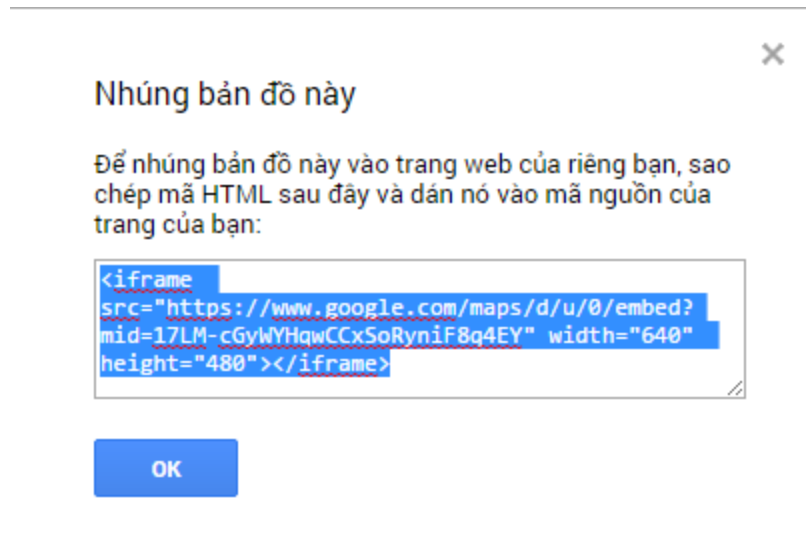 Nhúng bản đồ này
Để nhúng bản đồ này vào trang web của riêng bạn, sao
chép mã HTML sau đây và dán nó vào mã nguồn của
trang của bạn:
<iframe
src="https://www.google.com/maps/d/u/0/embed?
mid=17LM-cGyWYHqwCCxSoRyniF8q4EY" width="640"
height="480"></iframe>
OK